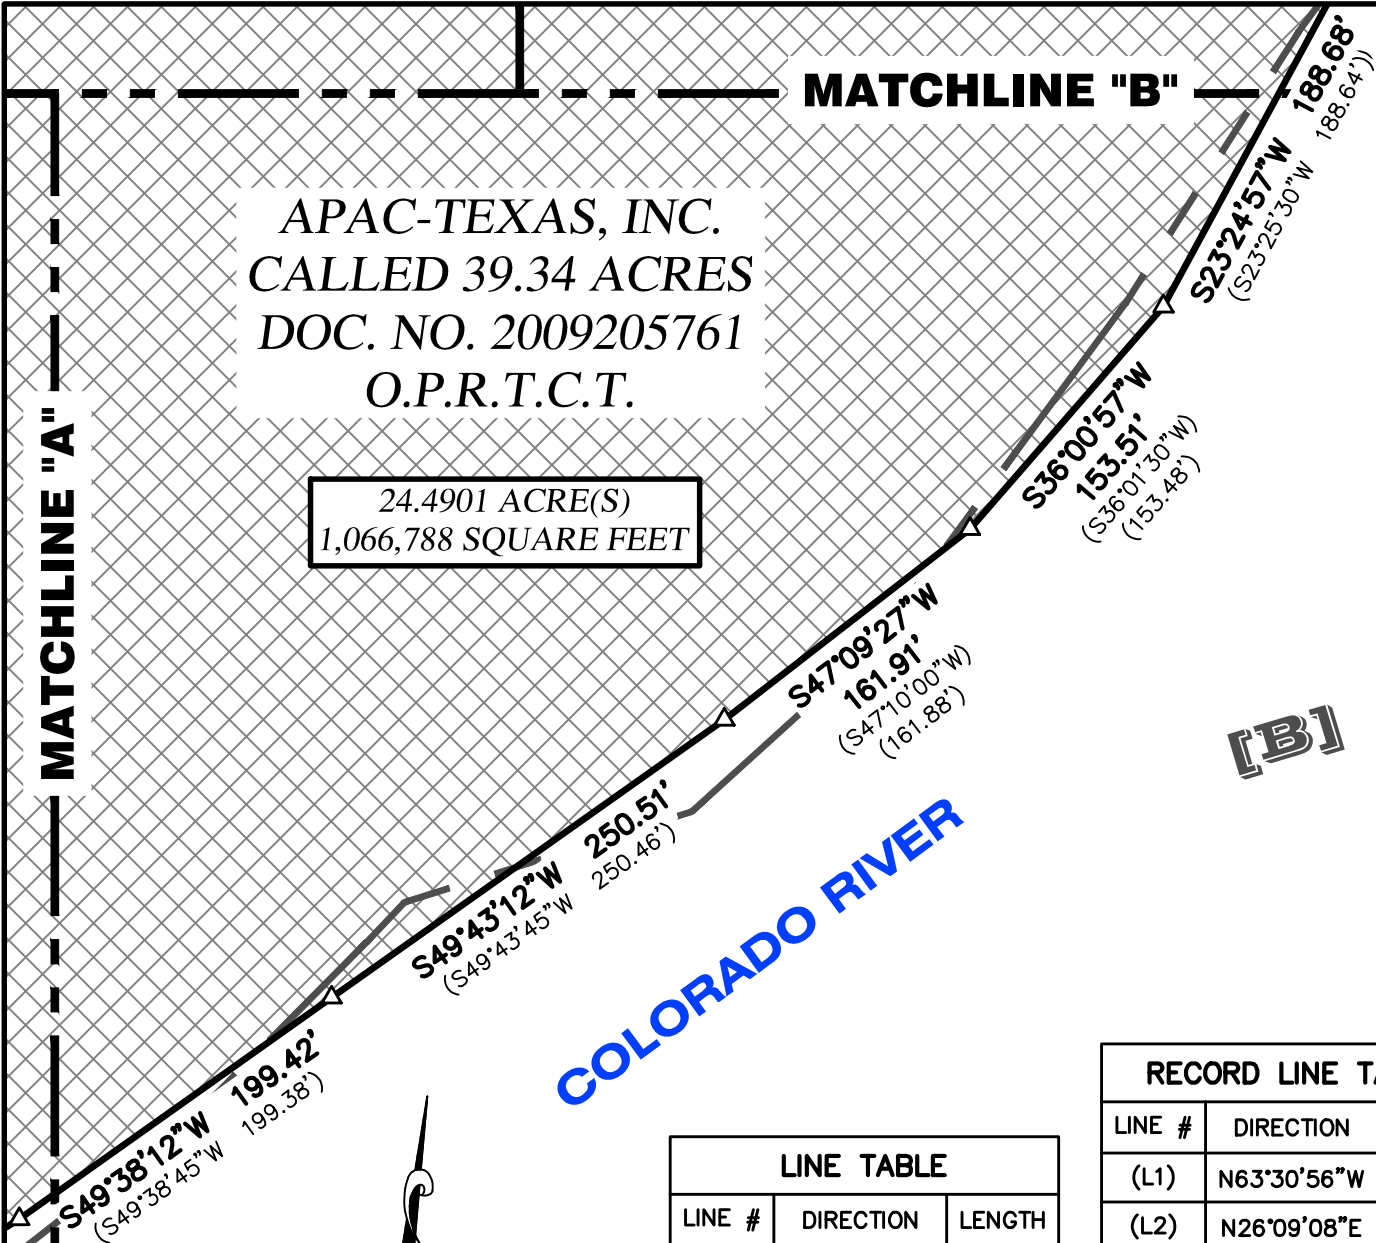 MATCHLINE "B"
188.68'
188.64')
S23°24'57"W
(S23°25'30"W
APAC-TEXAS, INC.
CALLED 39.34 ACRES
DOC. NO. 2009205761
O.P.R.T.C.T.
MATCHLINE "A"
24.4901 ACRE(S)
1,066,788 SQUARE FEET
S36°00'57"W
153.51'
(S36°01'30"W)
(153.48')
S47°09'27"W
161.91'
(S47°10'00"W)
(161.88')
[B]
S49°43'12"W 250.51'
(S49°43'45"W 250.46')
COLORADO RIVER
S49°38'12"W 199.42'
(S49°38'45"W 199.38')
RECORD LINE TA
LINE # DIRECTION
(L1) N63°30'56"W
(L2) N26°09'08"E
LINE TABLE
LINE # DIRECTION LENGTH